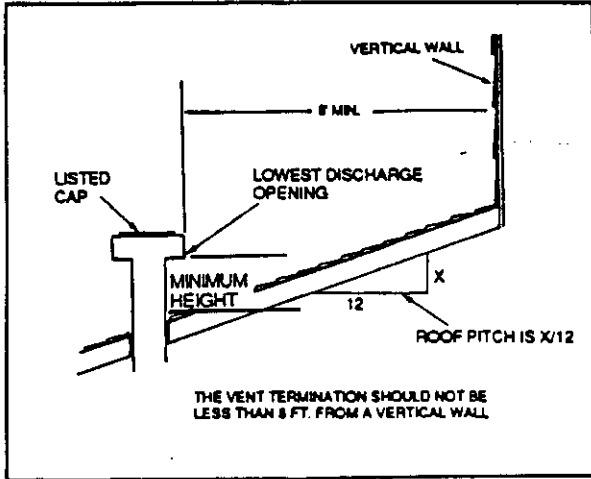 VERTICAL WALL
8' MIN.
LISTED
CAP
LOWEST DISCHARGE
OPENING
MINIMUM
HEIGHT
X
12
ROOF PITCH IS X/12
THE VENT TERMINATION SHOULD NOT BE
LESS THAN 8 FT. FROM A VERTICAL WALL